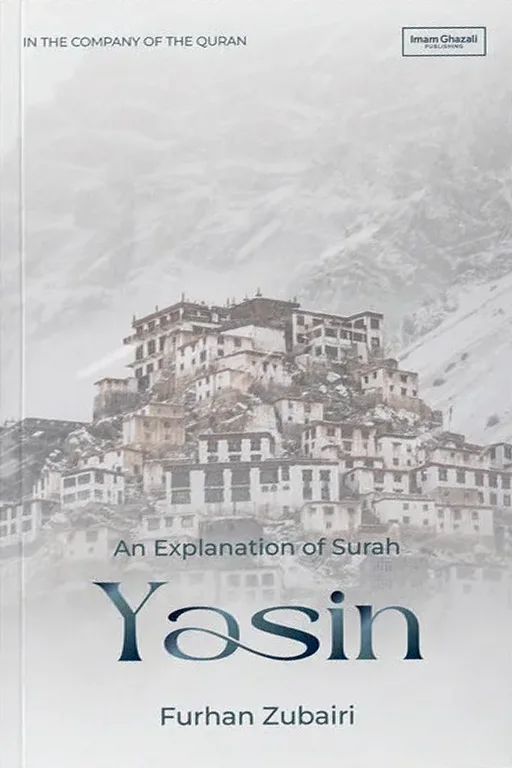 IN THE COMPANY OF THE QURAN
Imam Ghazali
PUBLISHING
An Explanation of Surah
Yasin
Furhan Zubairi